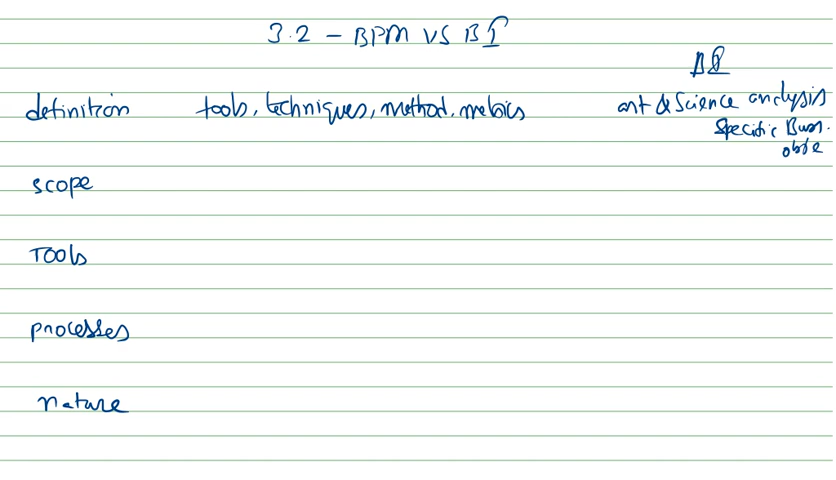 3.2 - BPM VS BI
BI
definition tools, techniques, method, metrics art & Science analysis
Specific Busn.
obje
scope
TOOls
processes
nature